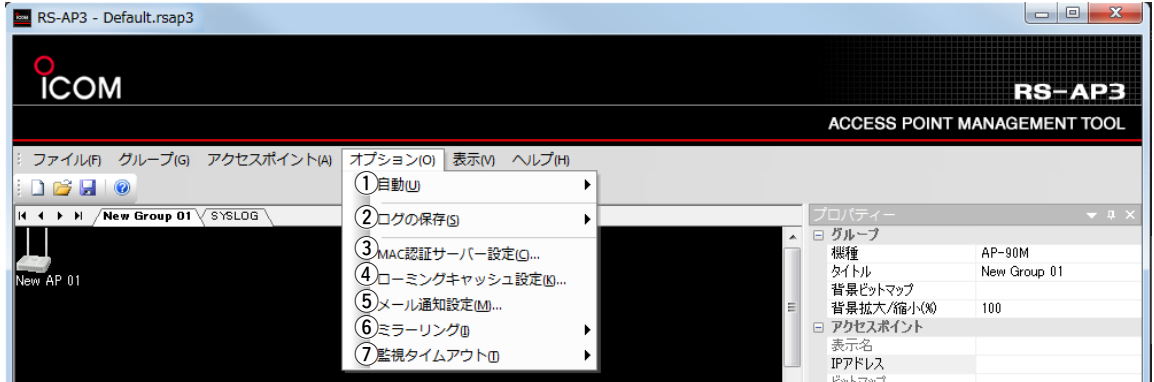 RS-AP3 - Default.rsap3
ICOM
RS-AP3
ACCESS POINT MANAGEMENT TOOL
ファイル(F) グループ(G) アクセスポイント(A) オプション(O) 表示(V) ヘルプ(H)
①自動(U)
②ログの保存(S)
③MAC認証サーバー設定(C)...
④ローミングキャッシュ設定(K)...
⑤メール通知設定(M)...
⑥ミラーリング(I)
⑦監視タイムアウト(T)
New Group 01 SYSLOG
New AP 01
プロパティー
グループ
機種 AP-90M
タイトル New Group 01
背景ビットマップ
背景拡大/縮小(%) 100
アクセスポイント
表示名
IPアドレス
ビットマップ